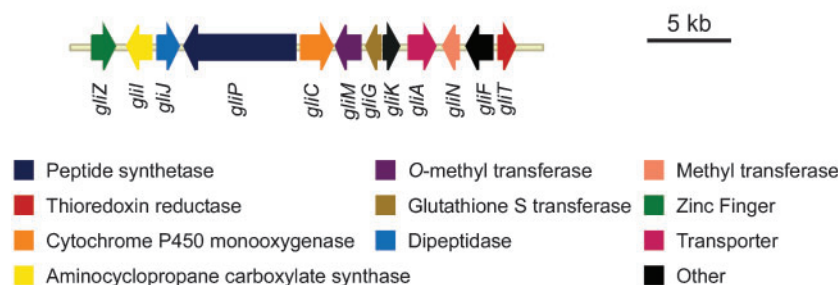 5 kb
gliZ gliI gliJ gliP gliC gliM gliG gliK gliA gliN gliF gliT
Peptide synthetase
Thioredoxin reductase
Cytochrome P450 monooxygenase
Aminocyclopropane carboxylate synthase
O-methyl transferase
Glutathione S transferase
Dipeptidase
Methyl transferase
Zinc Finger
Transporter
Other